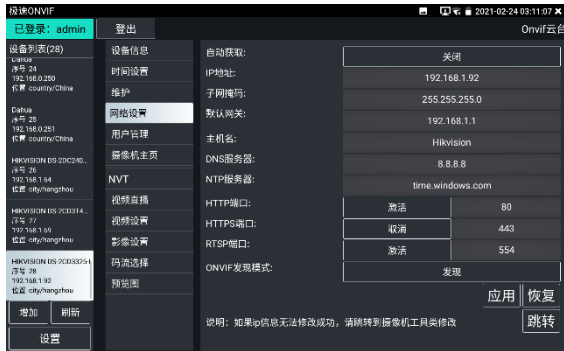 极速ONVIF
2021-02-24 03:11:07
已登录: admin
登出
Onvif云台
设备列表(28)
Dahua
序号 24
192.168.0.250
位置 country/China
Dahua
序号 25
192.168.0.251
位置 country/China
HIKVISION DS-2DC240...
序号 26
192.168.1.64
位置 city/hangzhou
HIKVISION DS-2CD3T4...
序号 27
192.168.1.69
位置 city/hangzhou
HIKVISION DS-2CD3325-I
序号 28
192.168.1.92
位置 city/hangzhou
增加
刷新
设置
设备信息
时间设置
维护
网络设置
用户管理
摄像机主页
NVT
视频直播
视频设置
影像设置
码流选择
预览图
自动获取:
关闭
IP地址:
192.168.1.92
子网掩码:
255.255.255.0
默认网关:
192.168.1.1
主机名:
Hikvision
DNS服务器:
8.8.8.8
NTP服务器:
time.windows.com
HTTP端口:
激活
80
HTTPS端口:
取消
443
RTSP端口:
激活
554
ONVIF发现模式:
发现
应用
恢复
说明: 如果ip信息无法修改成功，请跳转到摄像机工具类修改
跳转